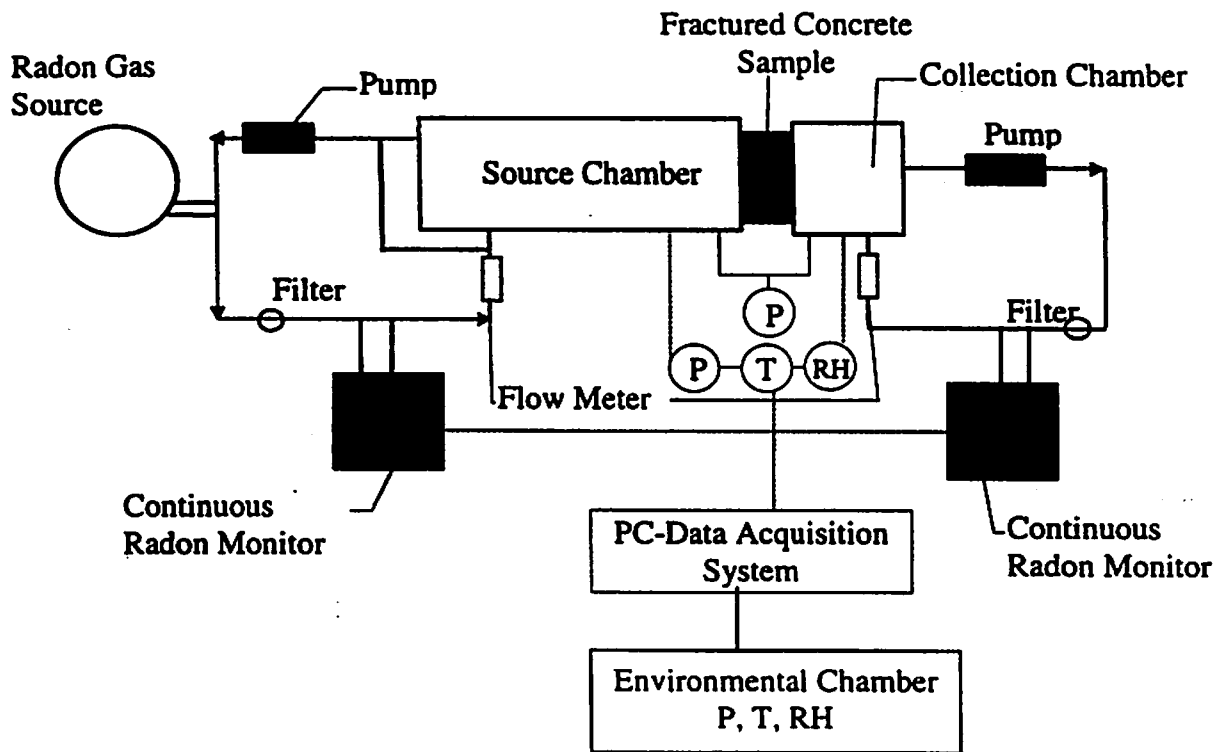 Fractured Concrete
Sample
Radon Gas
Source
Pump
Collection Chamber
Pump
Source Chamber
Filter
P
Filter
P
T
RH
Flow Meter
Continuous
Radon Monitor
PC-Data Acquisition
System
Continuous
Radon Monitor
Environmental Chamber
P, T, RH